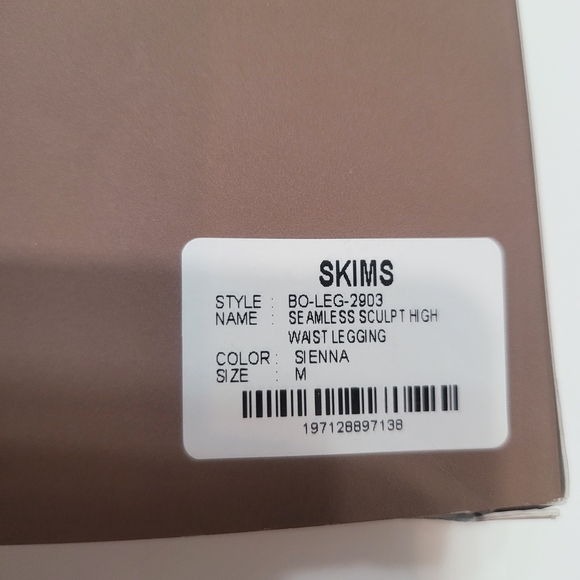 SKIMS
STYLE : BO-LEG-2903
NAME : SEAMLESS SCULPT HIGH
WAIST LEGGING
COLOR : SIENNA
SIZE : M
197128897138